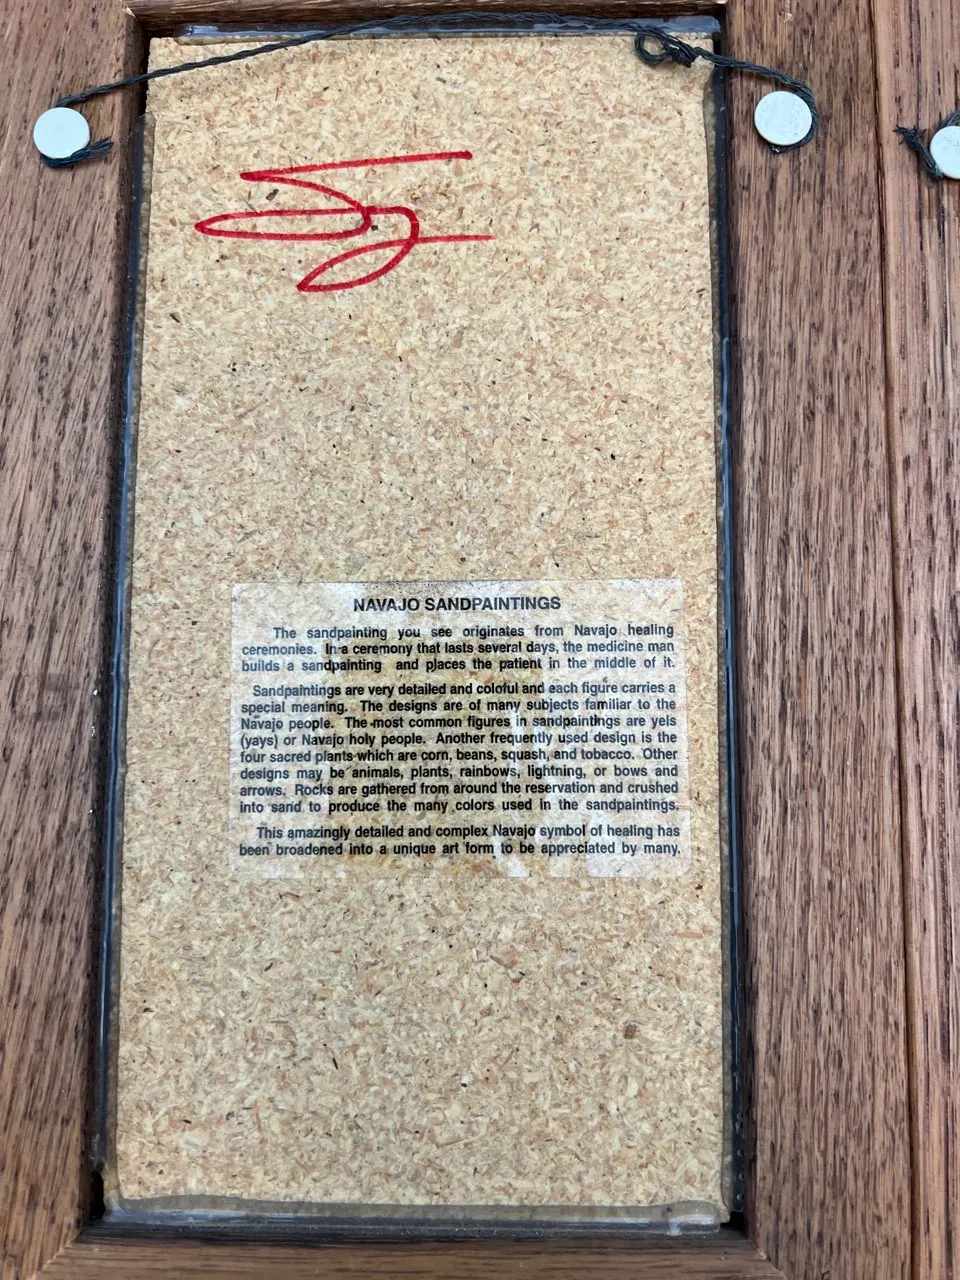 NAVAJO SANDPAINTINGS
The sandpainting you see originates from Navajo healing
ceremonies. In a ceremony that lasts several days, the medicine man
builds a sandpainting and places the patient in the middle of it.
Sandpaintings are very detailed and coloful and each figure carries a
special meaning. The designs are of many subjects familiar to the
Navajo people. The most common figures in sandpaintings are yels
(yays) or Navajo holy people. Another frequently used design is the
four sacred plants which are corn, beans, squash, and tobacco. Other
designs may be animals, plants, rainbows, lightning, or bows and
arrows. Rocks are gathered from around the reservation and crushed
into sand to produce the many colors used in the sandpaintings.
This amazingly detailed and complex Navajo symbol of healing has
been broadened into a unique art form to be appreciated by many.